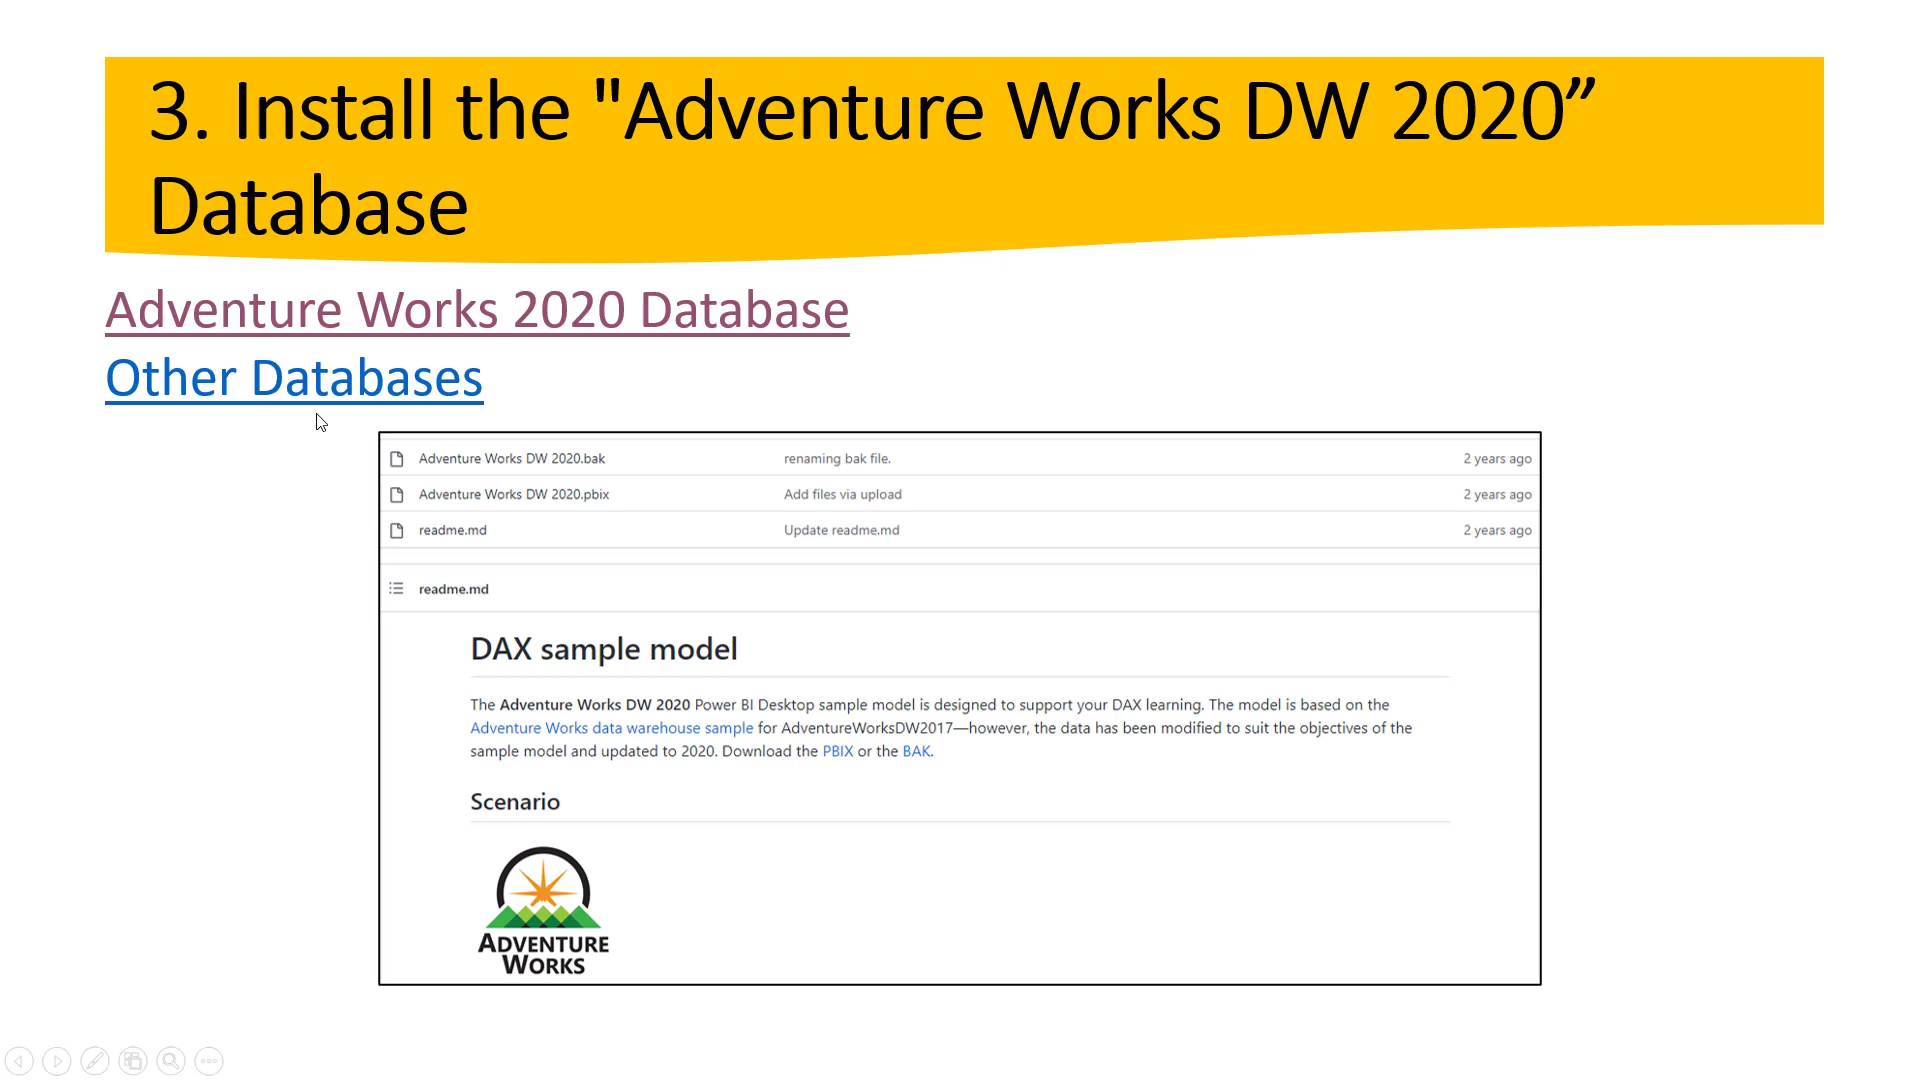 3. Install the "Adventure Works DW 2020”
Database
Adventure Works 2020 Database
Other Databases
Adventure Works DW 2020.bak renaming bak file. 2 years ago
Adventure Works DW 2020.pbix Add files via upload 2 years ago
readme.md Update readme.md 2 years ago
readme.md
DAX sample model
The Adventure Works DW 2020 Power BI Desktop sample model is designed to support your DAX learning. The model is based on the
Adventure Works data warehouse sample for AdventureWorksDW2017—however, the data has been modified to suit the objectives of the
sample model and updated to 2020. Download the PBIX or the BAK.
Scenario
ADVENTURE
WORKS